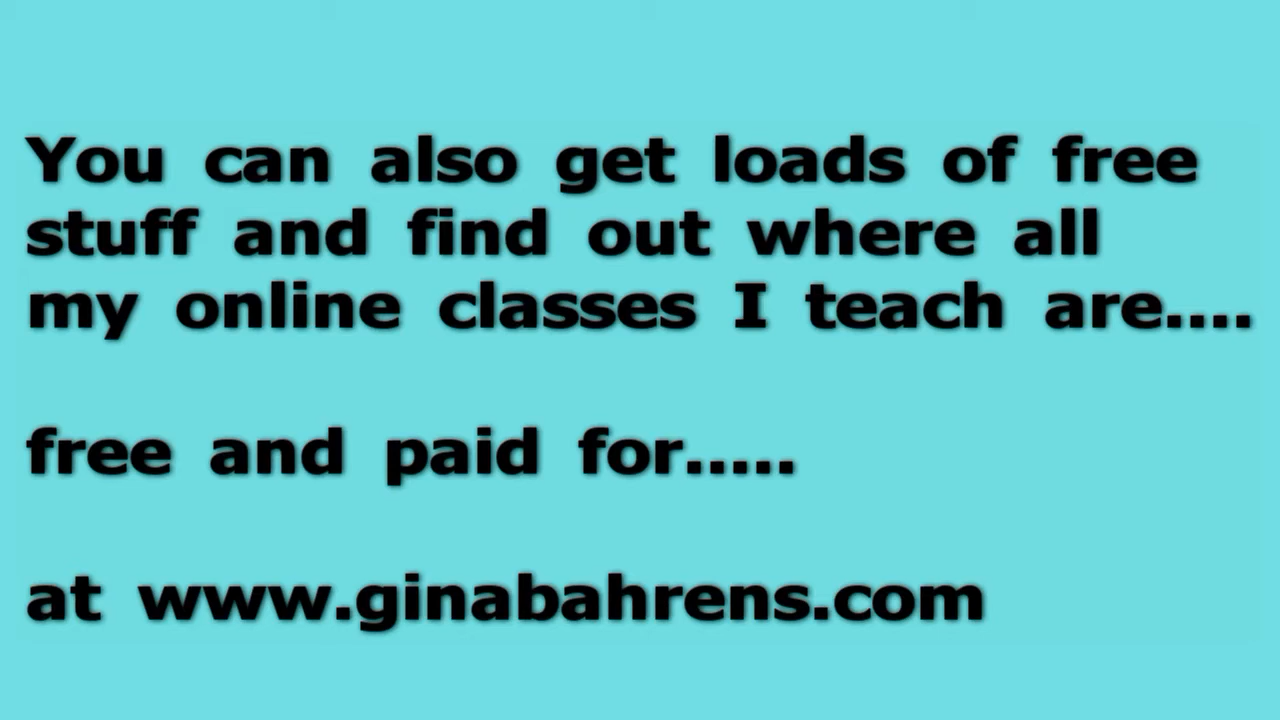 You can also get loads of free
stuff and find out where all
my online classes I teach are....
free and paid for.....
at www.ginabahrens.com